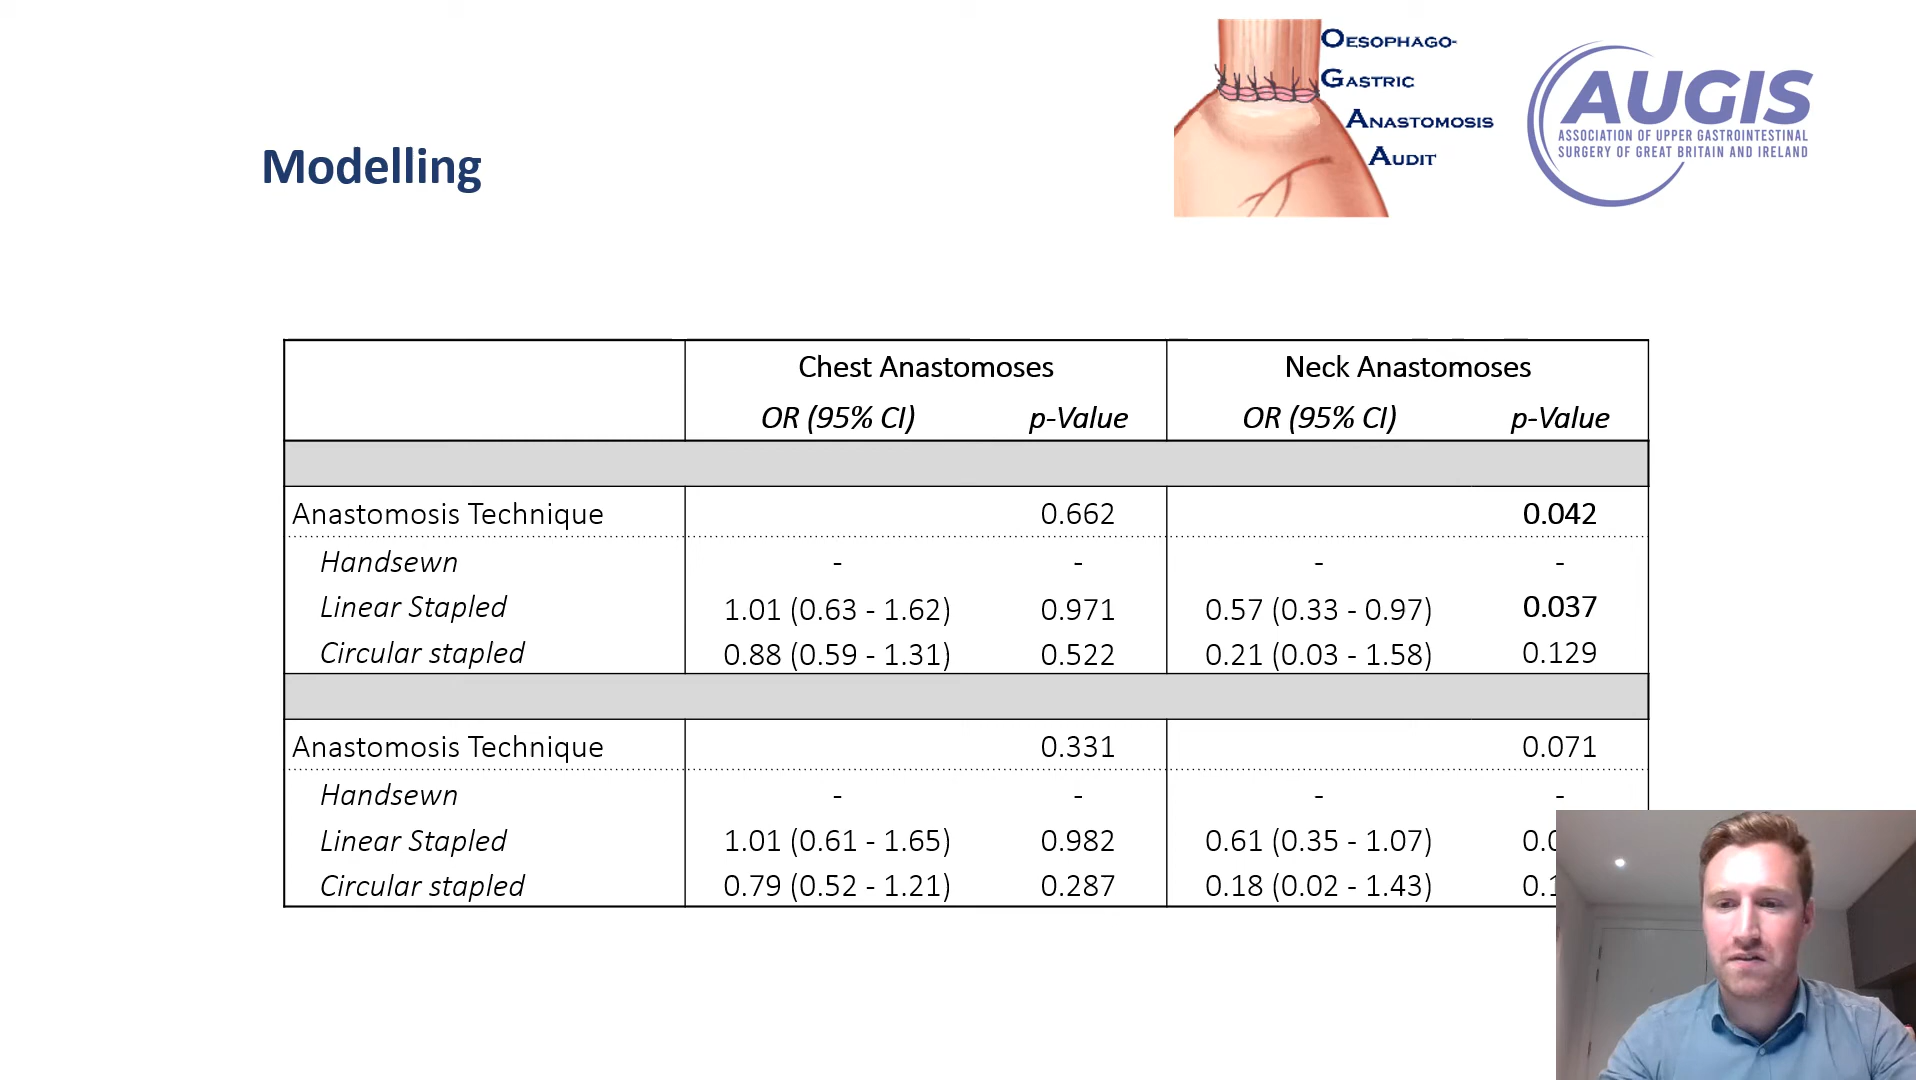 Oesophago-
Gastric
Anastomosis
Audit
AUGIS
ASSOCIATION OF UPPER GASTROINTESTINAL
SURGERY OF GREAT BRITAIN AND IRELAND
Modelling
Chest Anastomoses Neck Anastomoses
OR (95% CI) p-Value OR (95% CI) p-Value
Anastomosis Technique 0.662 0.042
Handsewn - - - -
Linear Stapled 1.01 (0.63 - 1.62) 0.971 0.57 (0.33 - 0.97) 0.037
Circular stapled 0.88 (0.59 - 1.31) 0.522 0.21 (0.03 - 1.58) 0.129
Anastomosis Technique 0.331 0.071
Handsewn - - - -
Linear Stapled 1.01 (0.61 - 1.65) 0.982 0.61 (0.35 - 1.07)
Circular stapled 0.79 (0.52 - 1.21) 0.287 0.18 (0.02 - 1.43)